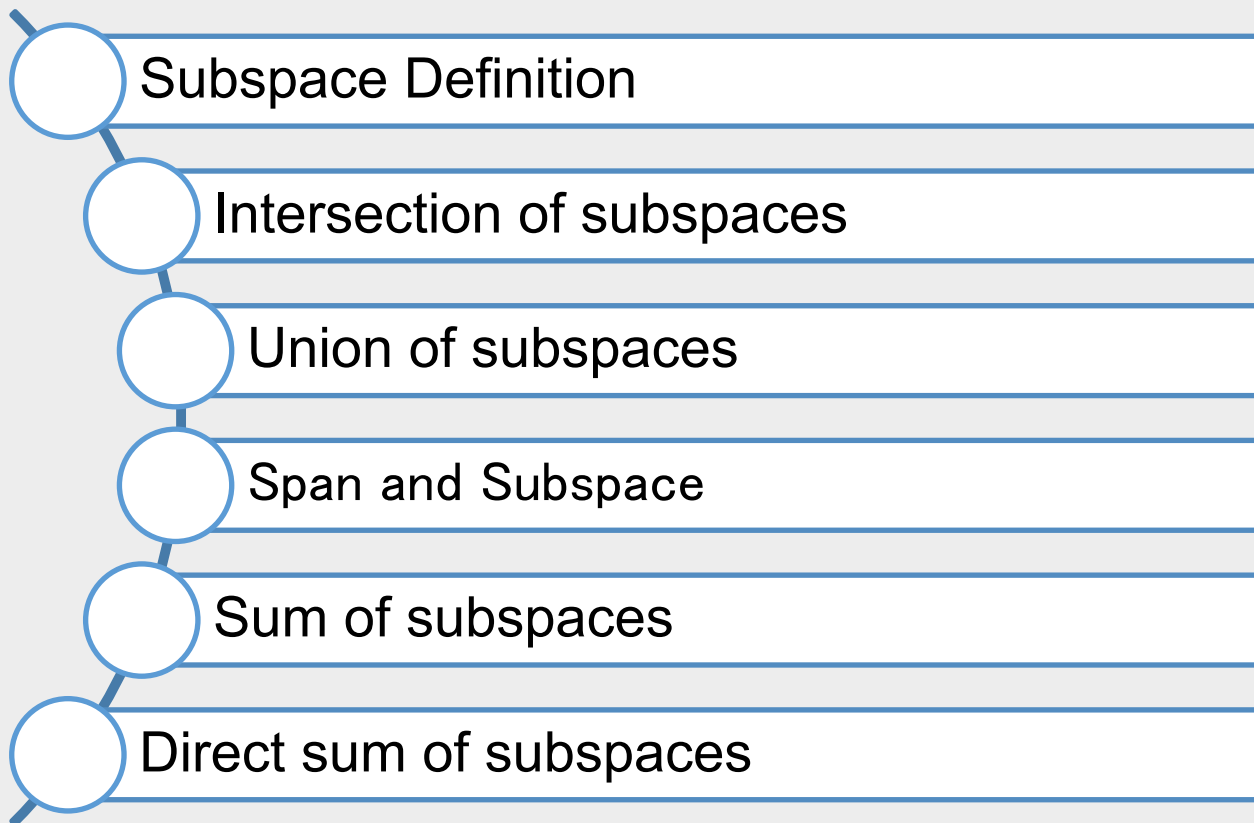 Subspace Definition
Intersection of subspaces
Union of subspaces
Span and Subspace
Sum of subspaces
Direct sum of subspaces